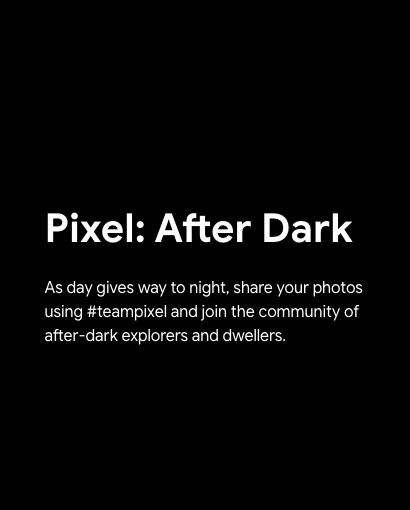 Pixel: After Dark
As day gives way to night, share your photos
using #teampixel and join the community of
after-dark explorers and dwellers.